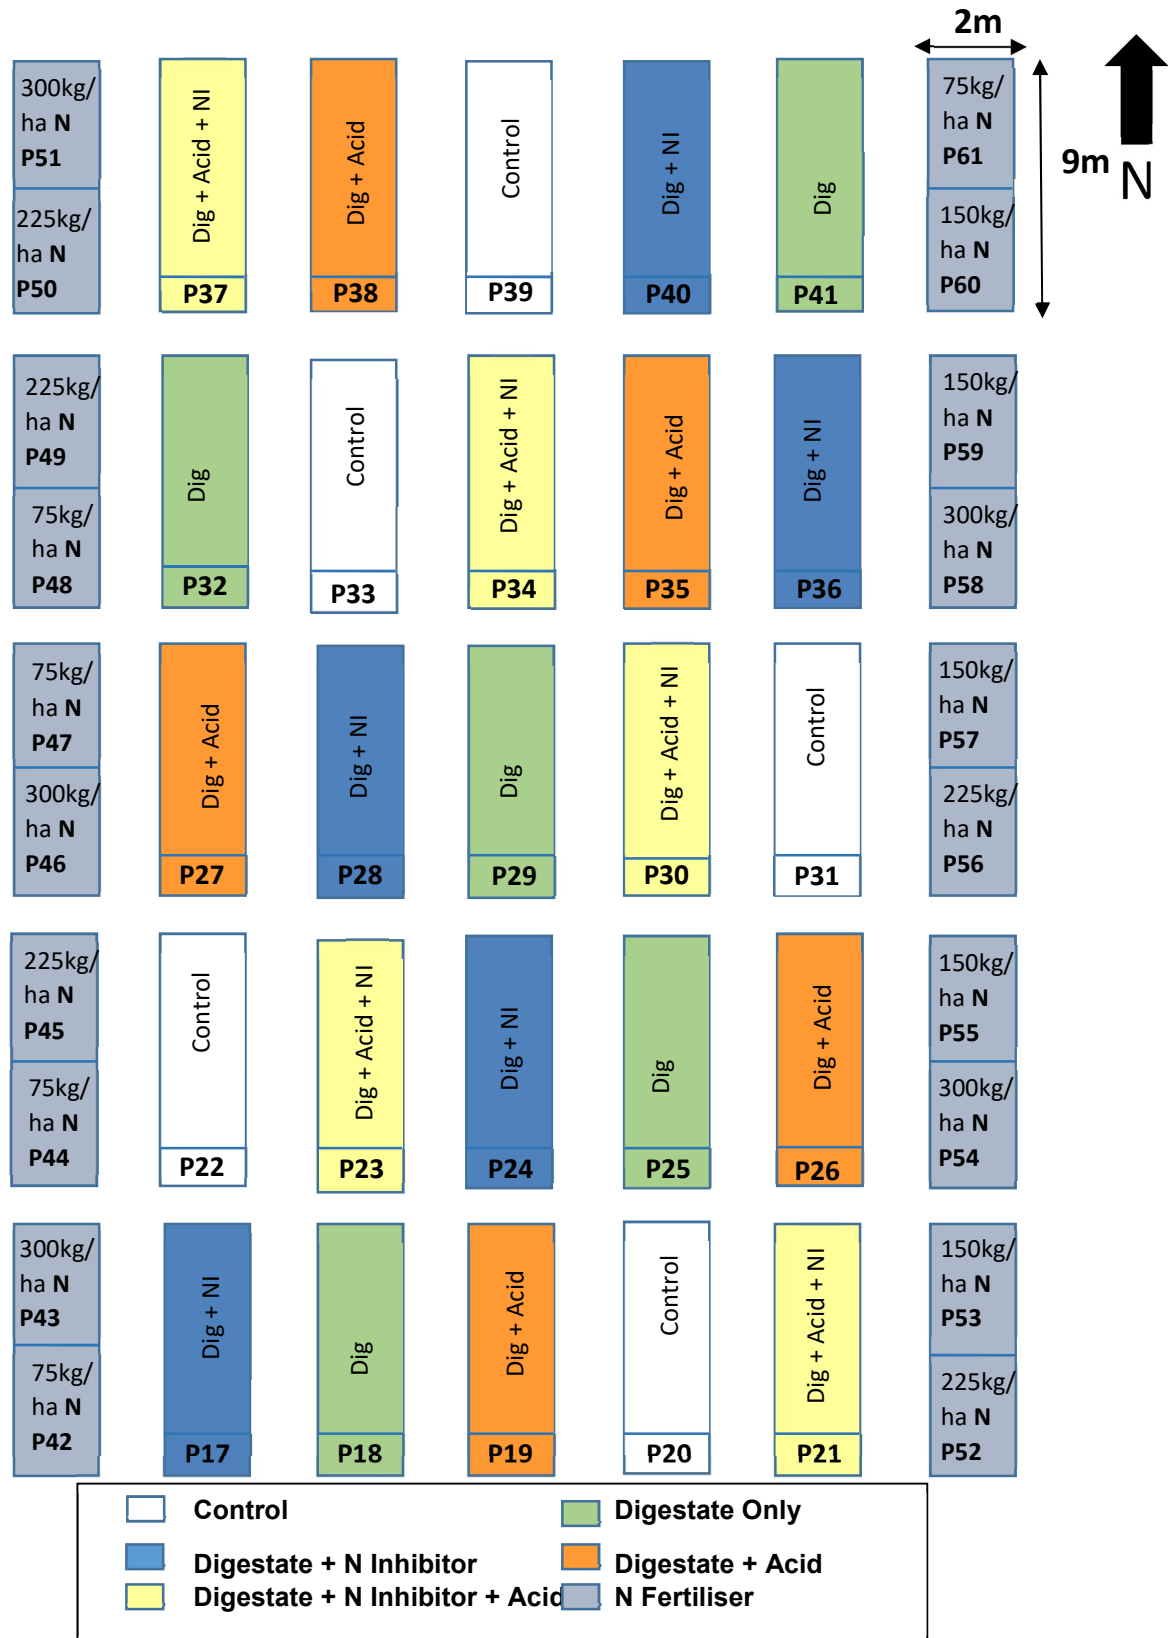 2m
9m
N
300kg/
ha N
P51
225kg/
ha N
P50
Dig + Acid + NI
P37
Dig + Acid
P38
Control
P39
Dig + NI
P40
Dig
P41
75kg/
ha N
P61
150kg/
ha N
P60
225kg/
ha N
P49
75kg/
ha N
P48
Dig
P32
Control
P33
Dig + Acid + NI
P34
Dig + Acid
P35
Dig + NI
P36
150kg/
ha N
P59
300kg/
ha N
P58
75kg/
ha N
P47
300kg/
ha N
P46
Dig + Acid
P27
Dig + NI
P28
Dig
P29
Dig + Acid + NI
P30
Control
P31
150kg/
ha N
P57
225kg/
ha N
P56
225kg/
ha N
P45
75kg/
ha N
P44
Control
P22
Dig + Acid + NI
P23
Dig + NI
P24
Dig
P25
Dig + Acid
P26
150kg/
ha N
P55
300kg/
ha N
P54
300kg/
ha N
P43
75kg/
ha N
P42
Dig + NI
P17
Dig
P18
Dig + Acid
P19
Control
P20
Dig + Acid + NI
P21
150kg/
ha N
P53
225kg/
ha N
P52
Control
Digestate Only
Digestate + N Inhibitor
Digestate + Acid
Digestate + N Inhibitor + Acid
N Fertiliser